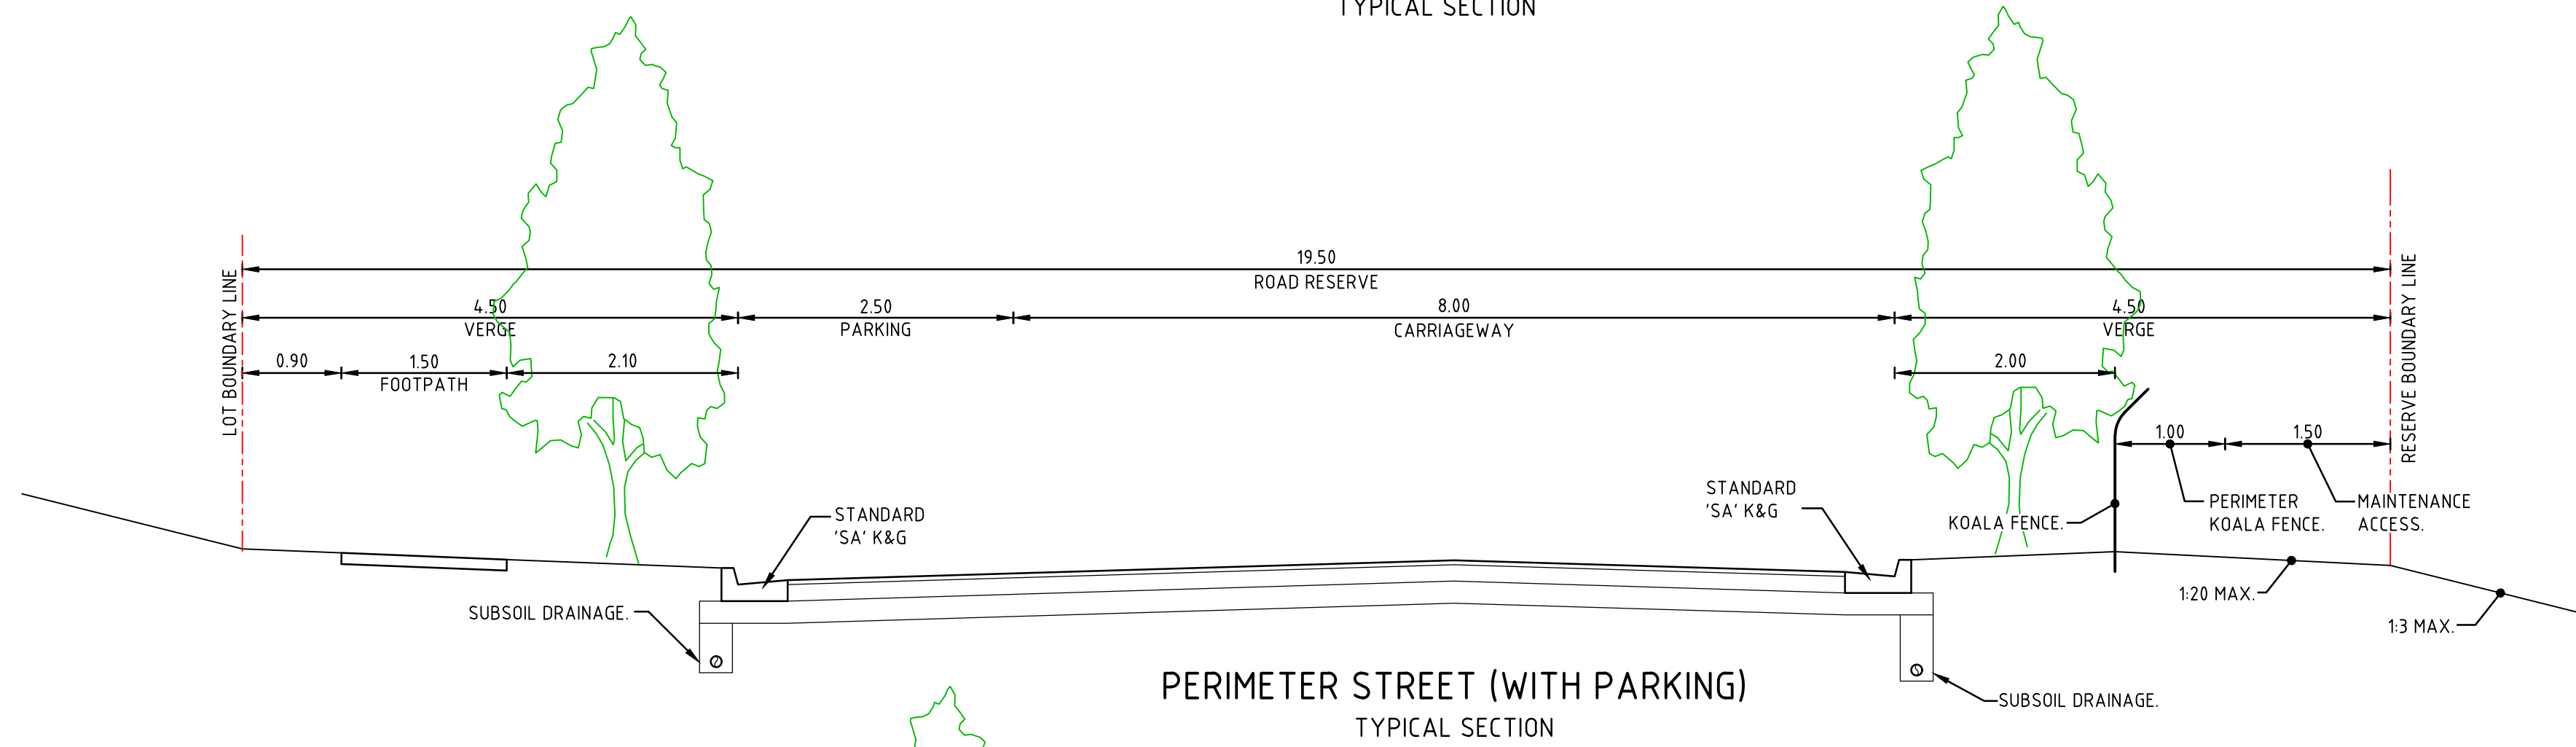 TYPICAL SECTION
19.50
ROAD RESERVE
4.50
VERGE
2.50
PARKING
8.00
CARRIAGEWAY
4.50
VERGE
0.90
1.50
FOOTPATH
2.10
2.00
1.00
1.50
LOT BOUNDARY LINE
RESERVE BOUNDARY LINE
STANDARD
'SA' K&G
STANDARD
'SA' K&G
KOALA FENCE.
PERIMETER
KOALA FENCE.
MAINTENANCE
ACCESS.
SUBSOIL DRAINAGE.
1:20 MAX.
1:3 MAX.
SUBSOIL DRAINAGE.
PERIMETER STREET (WITH PARKING)
TYPICAL SECTION